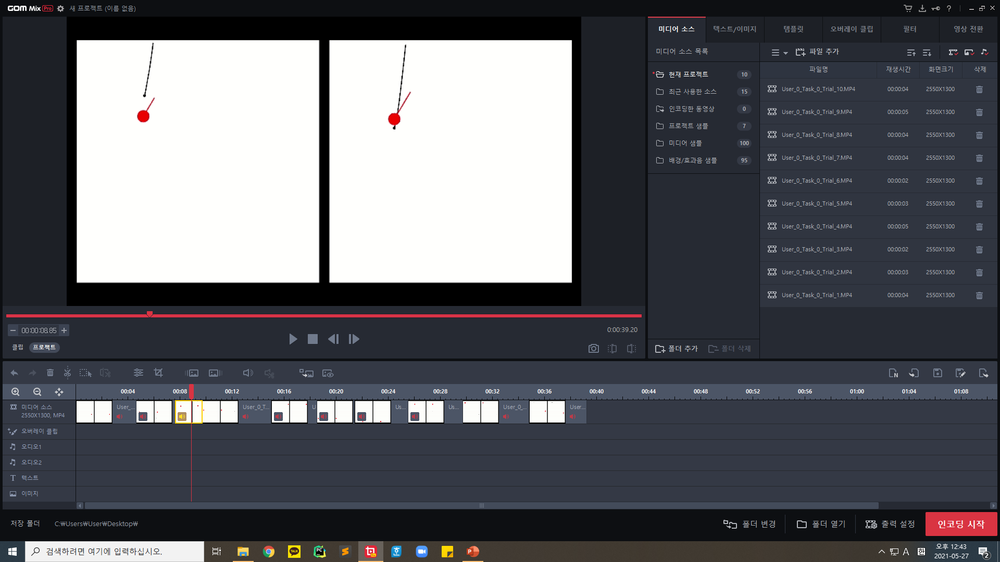 GOM Mix Pro 새 프로젝트 (이름 없음)
미디어 소스 텍스트/이미지 템플릿 오버레이 클립 필터 영상 전환
미디어 소스 목록 파일 추가
파일명 재생시간 화면크기 삭제
현재 프로젝트 10
최근 사용한 소스 15
인코딩한 동영상 0
프로젝트 샘플 7
미디어 샘플 100
배경/효과음 샘플 95
User_0_Task_0_Trial_10.MP4 00:00:04 2550X1300
User_0_Task_0_Trial_9.MP4 00:00:05 2550X1300
User_0_Task_0_Trial_8.MP4 00:00:04 2550X1300
User_0_Task_0_Trial_7.MP4 00:00:04 2550X1300
User_0_Task_0_Trial_6.MP4 00:00:02 2550X1300
User_0_Task_0_Trial_5.MP4 00:00:03 2550X1300
User_0_Task_0_Trial_4.MP4 00:00:05 2550X1300
User_0_Task_0_Trial_3.MP4 00:00:02 2550X1300
User_0_Task_0_Trial_2.MP4 00:00:03 2550X1300
User_0_Task_0_Trial_1.MP4 00:00:04 2550X1300
00:00:08.85 0:00:39.20
클립 프로젝트
폴더 추가 폴더 삭제
00:04 00:08 00:12 00:16 00:20 00:24 00:28 00:32 00:36 00:40 00:44 00:48 00:52 00:56 01:00 01:04 01:08
미디어 소스
2550X1300, MP4
User_... User_0_T... U Us... Us... User_0_... User...
오버레이 클립
오디오1
오디오2
텍스트
이미지
저장 폴더 C:₩Users₩User₩Desktop₩
폴더 변경 폴더 열기 출력 설정 인코딩 시작
검색하려면 여기에 입력하십시오.
TALK
PC
A 한 오후 12:43
2021-05-27
2